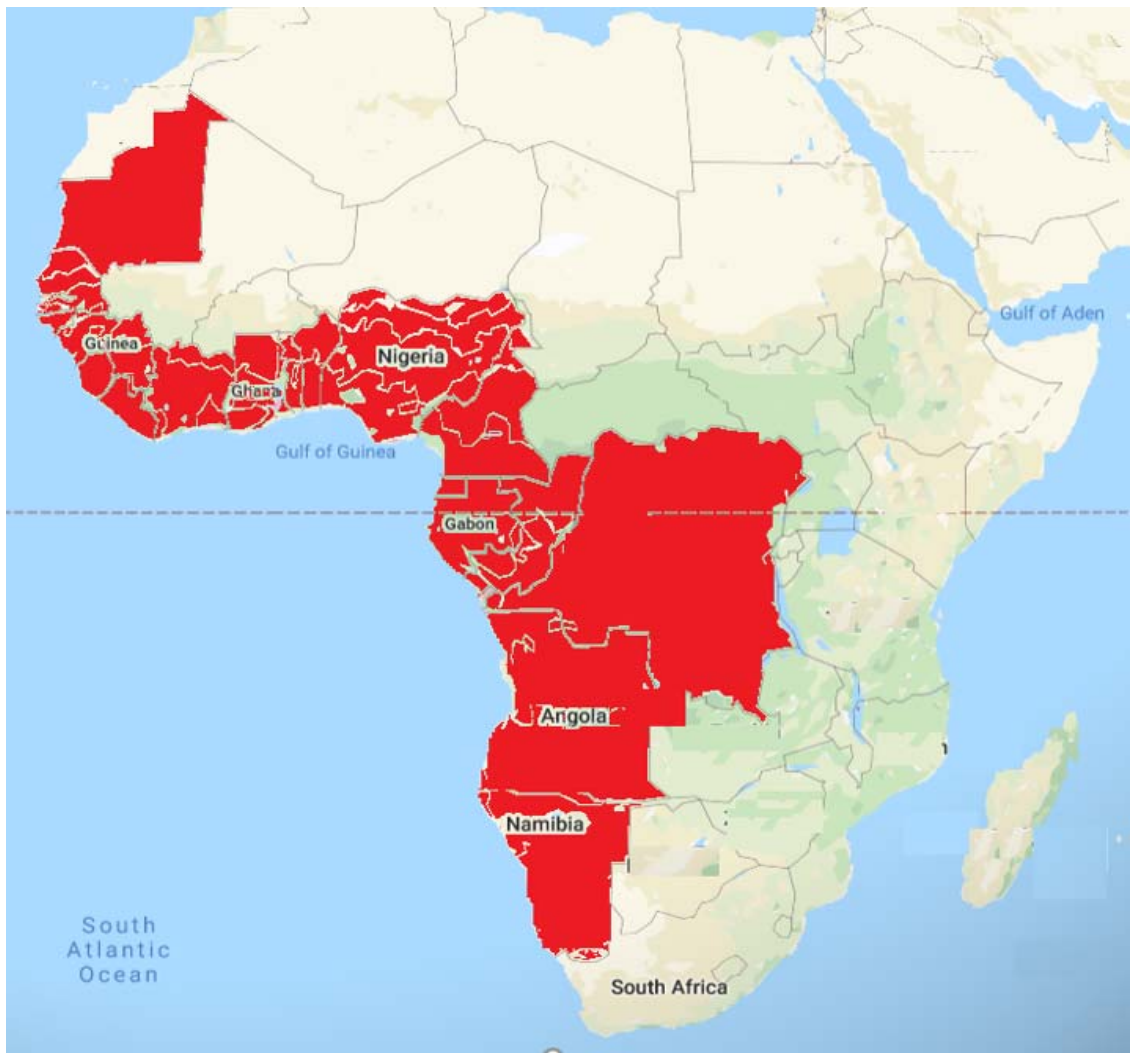 Gulf of Aden
Guinea
Nigeria
Ghana
Gulf of Guinea
Gabon
Angola
Namibia
South
Atlantic
Ocean
South Africa